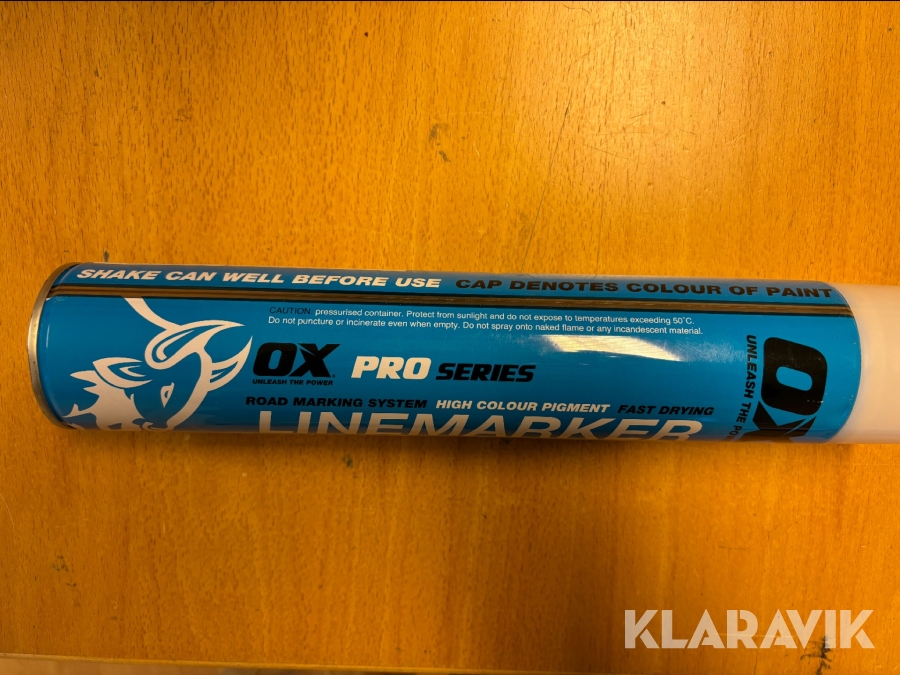 SHAKE CAN WELL BEFORE USE CAP DENOTES COLOUR OF PAINT
CAUTION pressurised container. Protect from sunlight and do not expose to temperatures exceeding 50°C.
Do not puncture or incinerate even when empty. Do not spray onto naked flame or any incandescent material.
OX PRO SERIES
UNLEASH THE POWER
ROAD MARKING SYSTEM HIGH COLOUR PIGMENT FAST DRYING
LINEMARKER
OX
UNLEASH THE
KLARAVIK